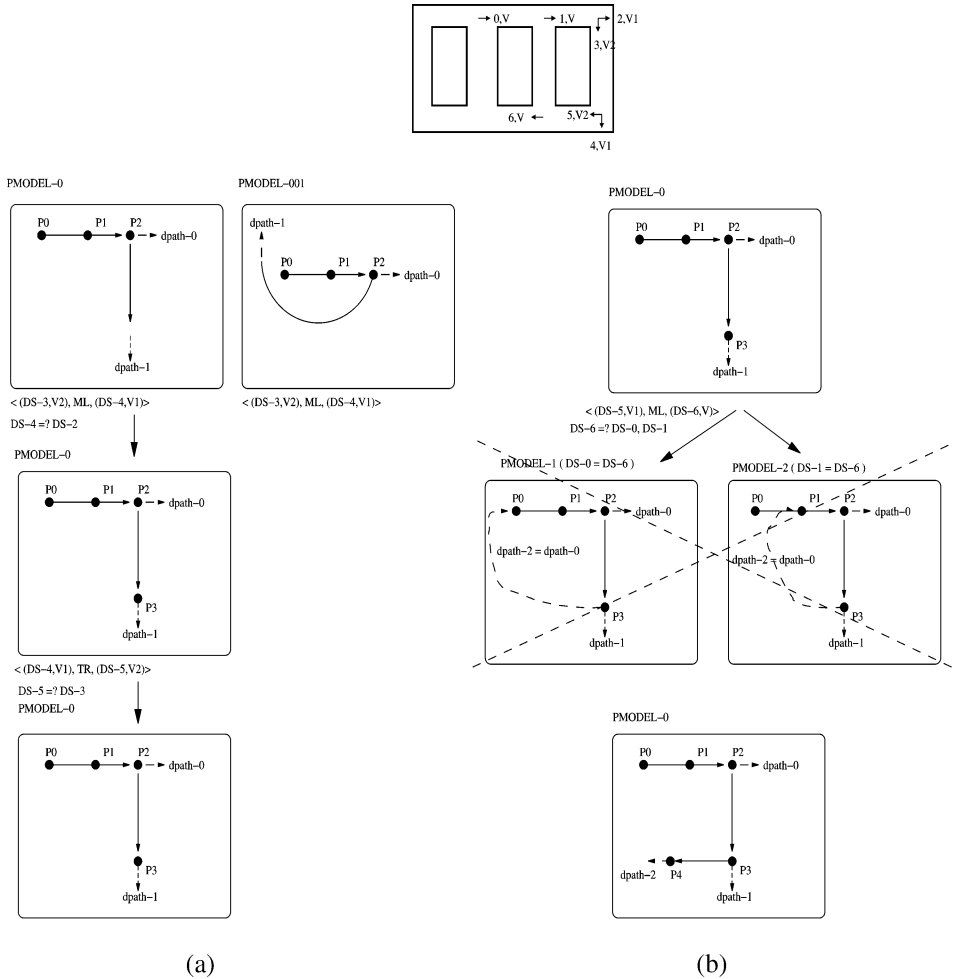 0,V 1,V 2,V1
3,V2
6,V 5,V2
4,V1
PMODEL-0
P0 P1 P2
dpath-0
dpath-1
< (DS-3,V2), ML, (DS-4,V1)>
DS-4 =? DS-2
PMODEL-001
dpath-1
P0 P1 P2
dpath-0
< (DS-3,V2), ML, (DS-4,V1)>
PMODEL-0
P0 P1 P2
dpath-0
P3
dpath-1
< (DS-4,V1), TR, (DS-5,V2)>
DS-5 =? DS-3
PMODEL-0
P0 P1 P2
dpath-0
P3
dpath-1
(a)
PMODEL-0
P0 P1 P2
dpath-0
P3
dpath-1
< (DS-5,V1), ML, (DS-6,V)>
DS-6 =? DS-0, DS-1
PMODEL-1 ( DS-0 = DS-6 )
P0 P1 P2
dpath-0
dpath-2 = dpath-0
P3
dpath-1
PMODEL-2 ( DS-1 = DS-6 )
P0 P1 P2
dpath-0
dpath-2 = dpath-0
P3
dpath-1
PMODEL-0
P0 P1 P2
dpath-0
dpath-2 P4 P3
dpath-1
(b)